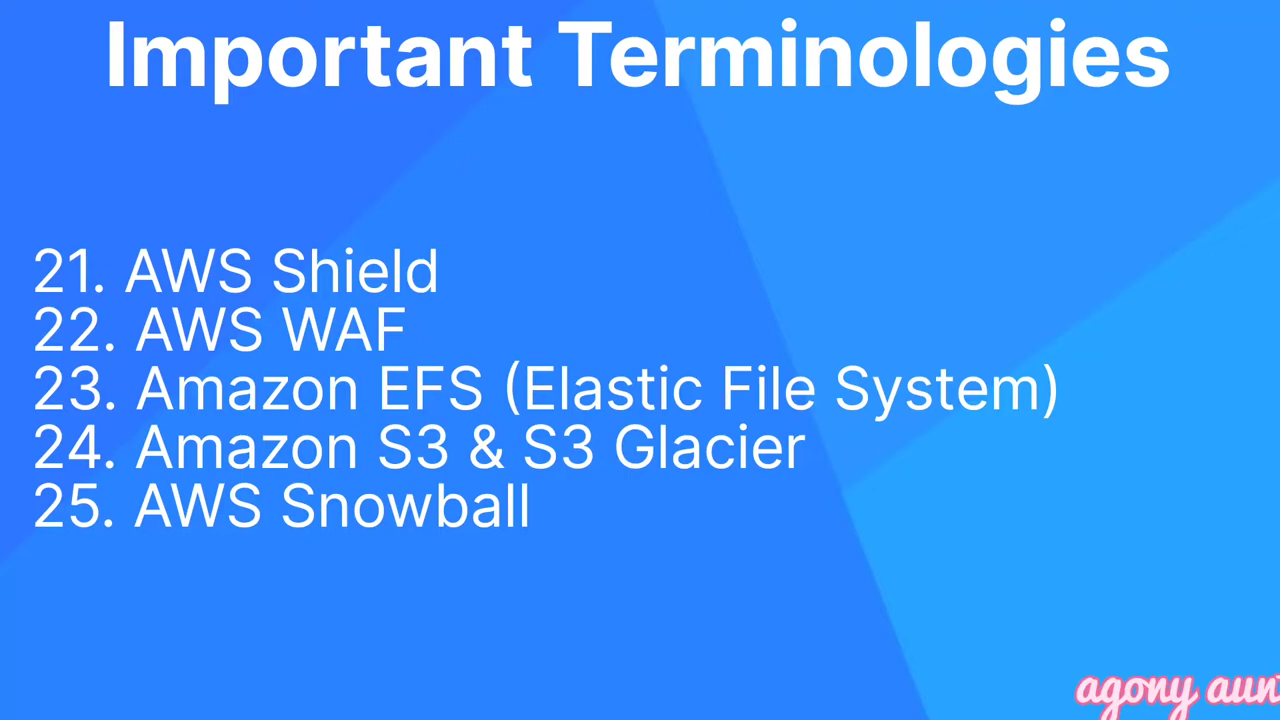 Important Terminologies
21. AWS Shield
22. AWS WAF
23. Amazon EFS (Elastic File System)
24. Amazon S3 & S3 Glacier
25. AWS Snowball
agony aun